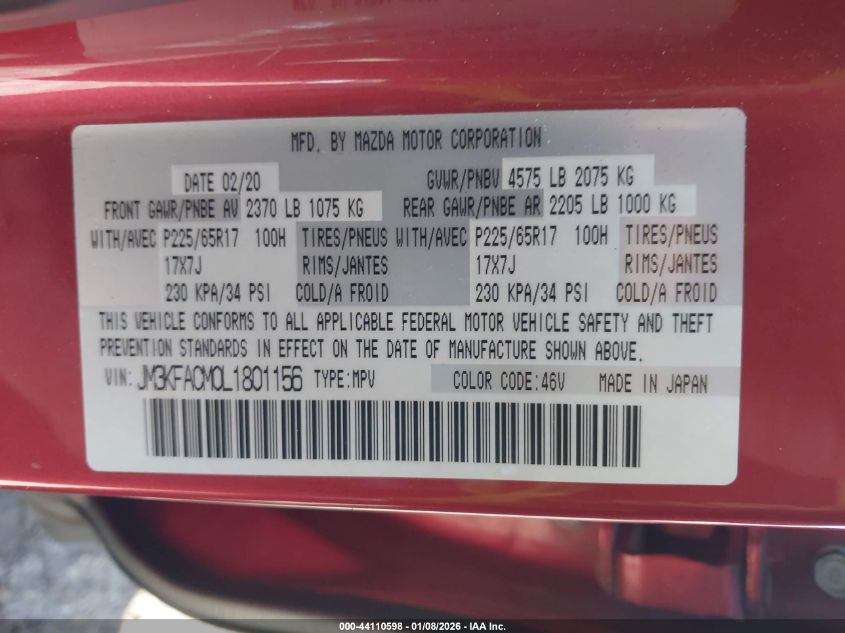 MFD. BY MAZDA MOTOR CORPORATION
DATE 02/20 GVWR/PNBV 4575 LB 2075 KG
FRONT GAWR/PNBE AV 2370 LB 1075 KG REAR GAWR/PNBE AR 2205 LB 1000 KG
WITH/AVEC P225/65R17 100H TIRES/PNEUS WITH/AVEC P225/65R17 100H TIRES/PNEUS
17X7J RIMS/JANTES 17X7J RIMS/JANTES
230 KPA/34 PSI COLD/A FROID 230 KPA/34 PSI COLD/A FROID
THIS VEHICLE CONFORMS TO ALL APPLICABLE FEDERAL MOTOR VEHICLE SAFETY AND THEFT
PREVENTION STANDARDS IN EFFECT ON THE DATE OF MANUFACTURE SHOWN ABOVE.
VIN: JM3KFACM0L1801156 TYPE:MPV COLOR CODE:46V MADE IN JAPAN
000-44110598 - 01/08/2026 - IAA Inc.